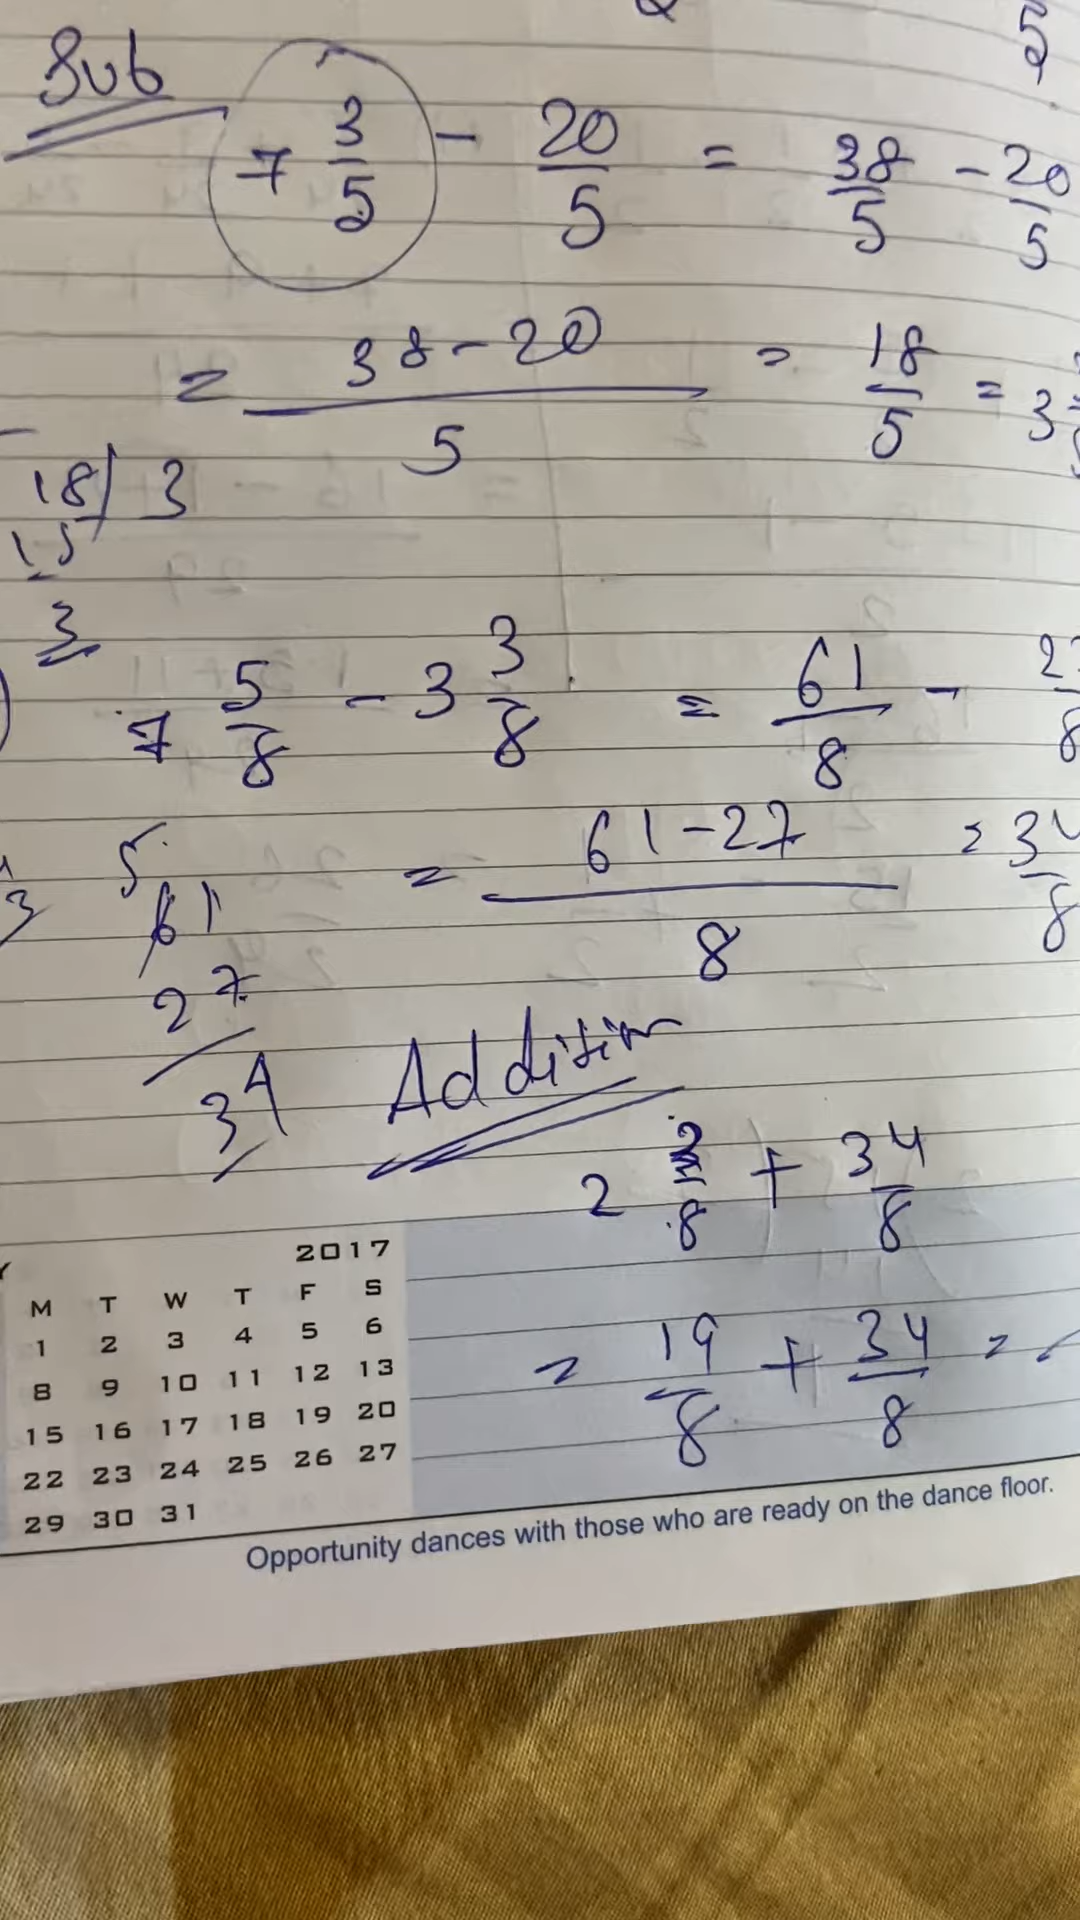 Sub
7 3/5 - 20/5 = 38/5 - 20/5
= 38-20/5 = 18/5 = 3
18) 3
15
3
7 5/8 - 3 3/8 = 61/8 -
5
61
27
34
= 61-27/8 = 34/8
Addition
2 3/8 + 34/8
= 19/8 + 34/8 =
2017
M T W T F S
1 2 3 4 5 6
8 9 10 11 12 13
15 16 17 18 19 20
22 23 24 25 26 27
29 30 31
Opportunity dances with those who are ready on the dance floor.